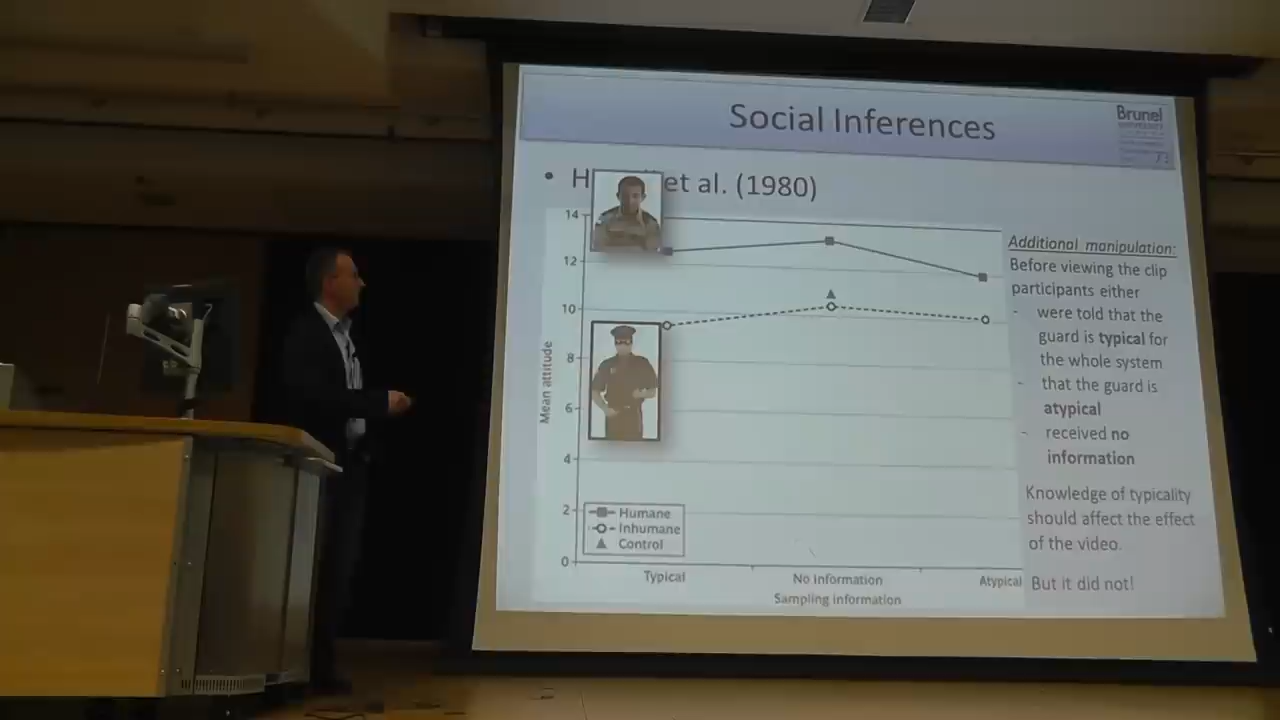 Social Inferences
Brunel
• H et al. (1980)
14
12
10
8
6
4
2
0
Mean attitude
Humane
Inhumane
Control
Typical
No information
Atypical
Sampling information
Additional manipulation:
Before viewing the clip
participants either
- were told that the
guard is typical for
the whole system
- that the guard is
atypical
- received no
information
Knowledge of typicality
should affect the effect
of the video.
But it did not!